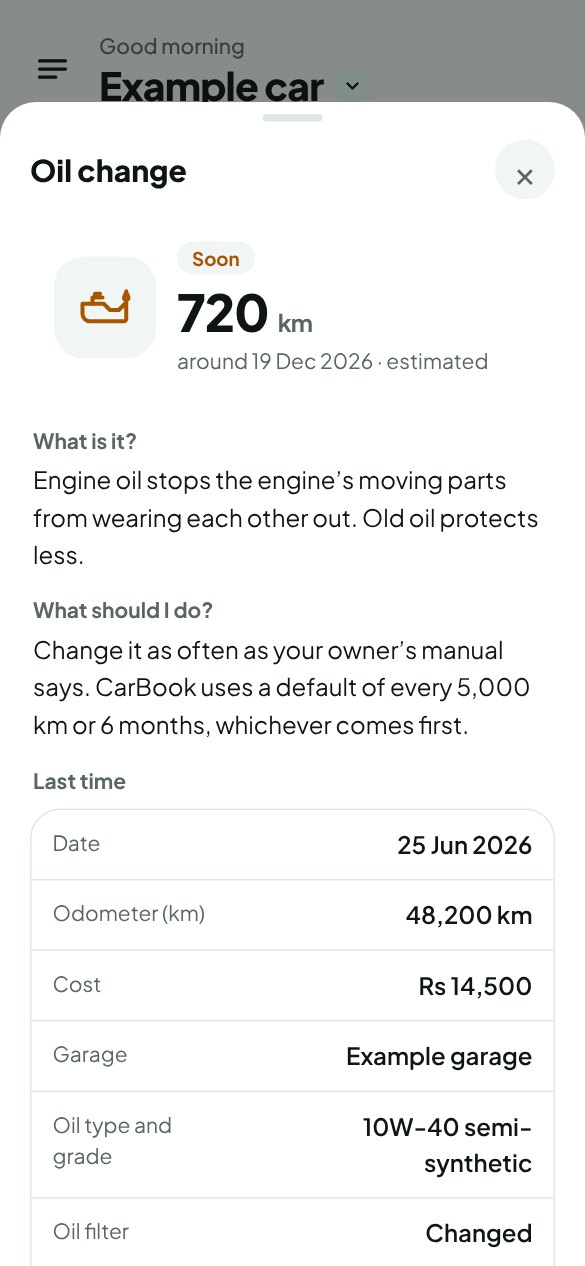 Good morning
Example car
Oil change
Soon
720 km
around 19 Dec 2026 · estimated
What is it?
Engine oil stops the engine’s moving parts
from wearing each other out. Old oil protects
less.
What should I do?
Change it as often as your owner’s manual
says. CarBook uses a default of every 5,000
km or 6 months, whichever comes first.
Last time
Date 25 Jun 2026
Odometer (km) 48,200 km
Cost Rs 14,500
Garage Example garage
Oil type and grade 10W-40 semi-synthetic
Oil filter Changed